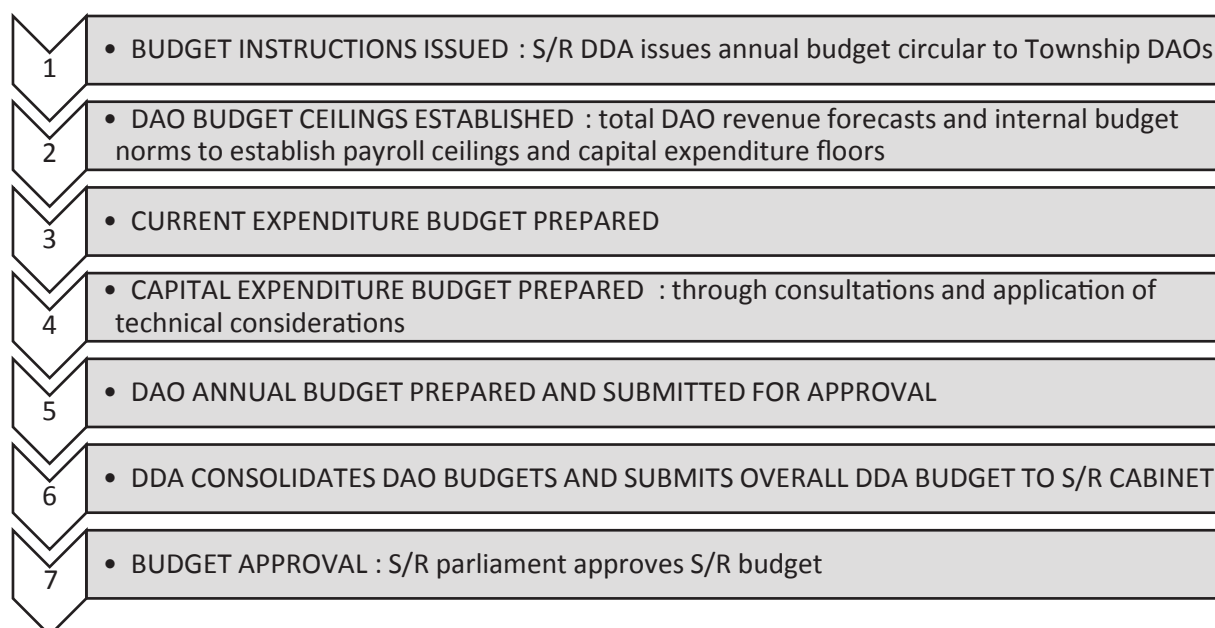 1
• BUDGET INSTRUCTIONS ISSUED : S/R DDA issues annual budget circular to Township DAOs
2
• DAO BUDGET CEILINGS ESTABLISHED : total DAO revenue forecasts and internal budget
norms to establish payroll ceilings and capital expenditure floors
3
• CURRENT EXPENDITURE BUDGET PREPARED
4
• CAPITAL EXPENDITURE BUDGET PREPARED : through consultations and application of
technical considerations
5
• DAO ANNUAL BUDGET PREPARED AND SUBMITTED FOR APPROVAL
6
• DDA CONSOLIDATES DAO BUDGETS AND SUBMITS OVERALL DDA BUDGET TO S/R CABINET
7
• BUDGET APPROVAL : S/R parliament approves S/R budget